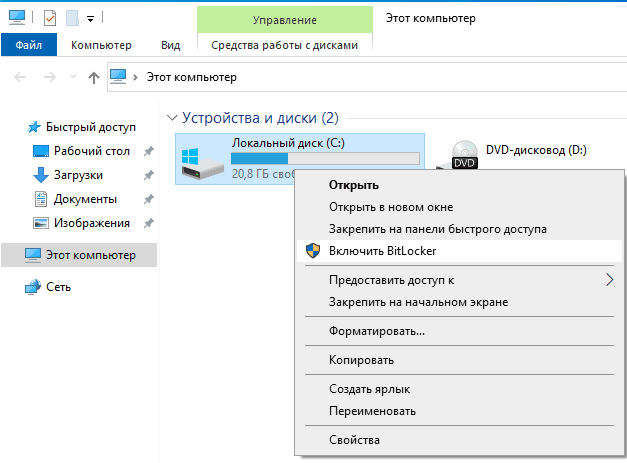 Управление
Этот компьютер
Файл
Компьютер
Вид
Средства работы с дисками
Этот компьютер
Быстрый доступ
Рабочий стол
Загрузки
Документы
Изображения
Этот компьютер
Сеть
Устройства и диски (2)
Локальный диск (C:)
20,8 ГБ своб
DVD-дисковод (D:)
DVD
Открыть
Открыть в новом окне
Закрепить на панели быстрого доступа
Включить BitLocker
Предоставить доступ к
Закрепить на начальном экране
Форматировать...
Копировать
Создать ярлык
Переименовать
Свойства